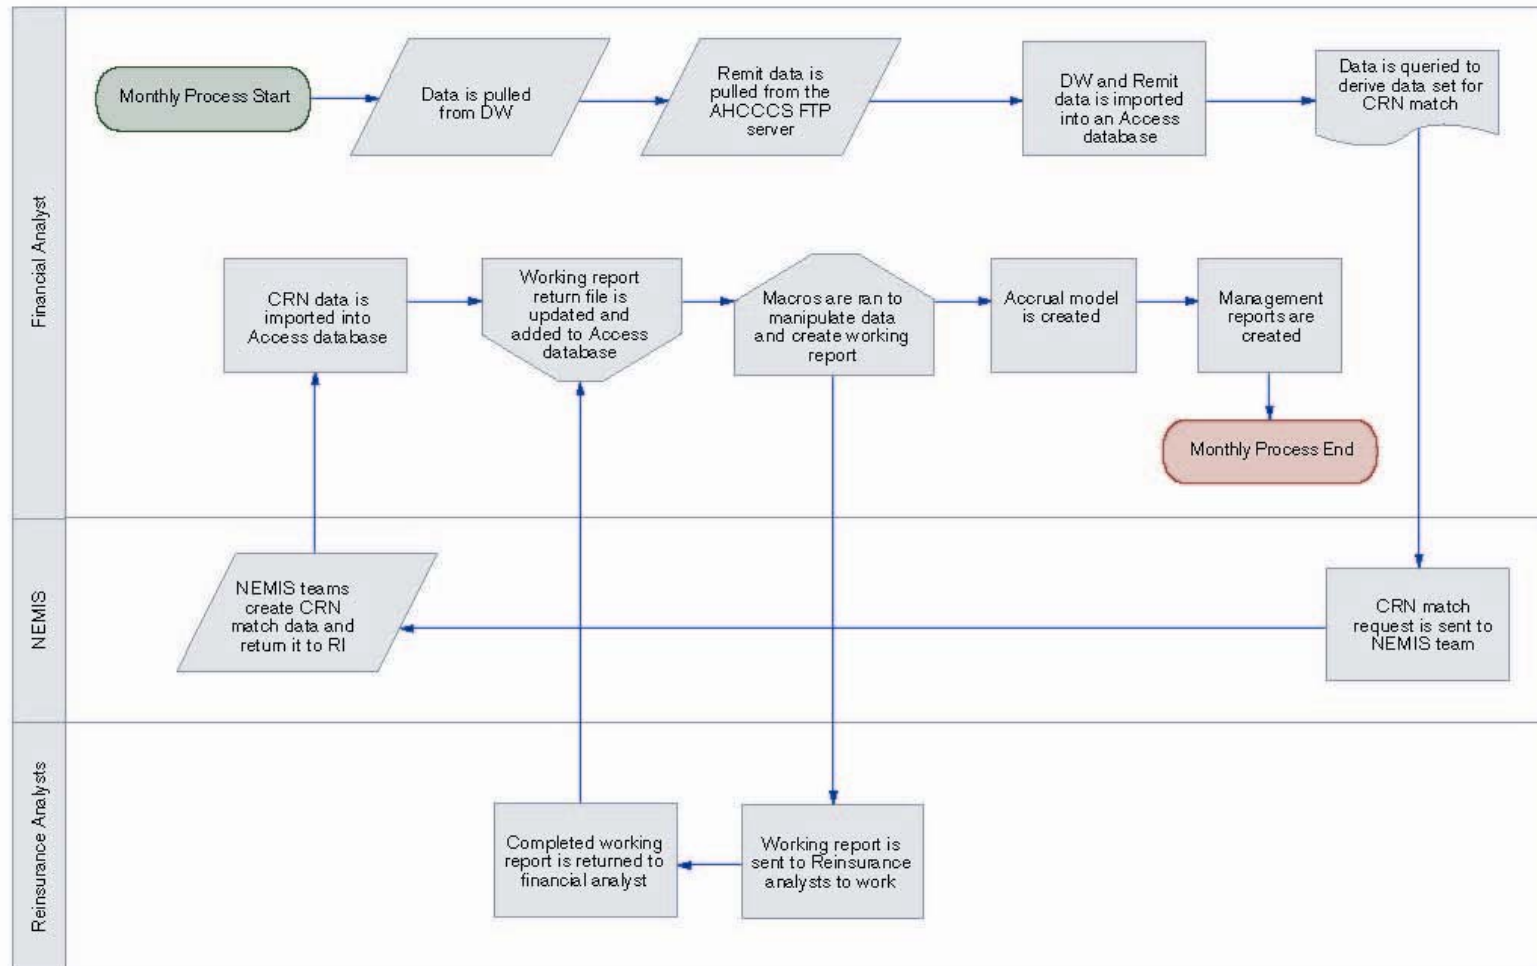 Financial Analyst
Monthly Process Start
Data is pulled
from DW
Remit data is
pulled from the
AHCCCS FTP
server
DW and Remit
data is imported
into an Access
database
Data is queried to
derive data set for
CRN match
CRN data is
imported into
Access database
Working report
return file is
updated and
added to Access
database
Macros are ran to
manipulate data
and create working
report
Accrual model
is created
Management
reports are
created
Monthly Process End
NEMIS
NEMIS teams
create CRN
match data and
return it to RI
CRN match
request is sent to
NEMIS team
Reinsurance Analysts
Completed working
report is returned to
financial analyst
Working report is
sent to Reinsurance
analysts to work